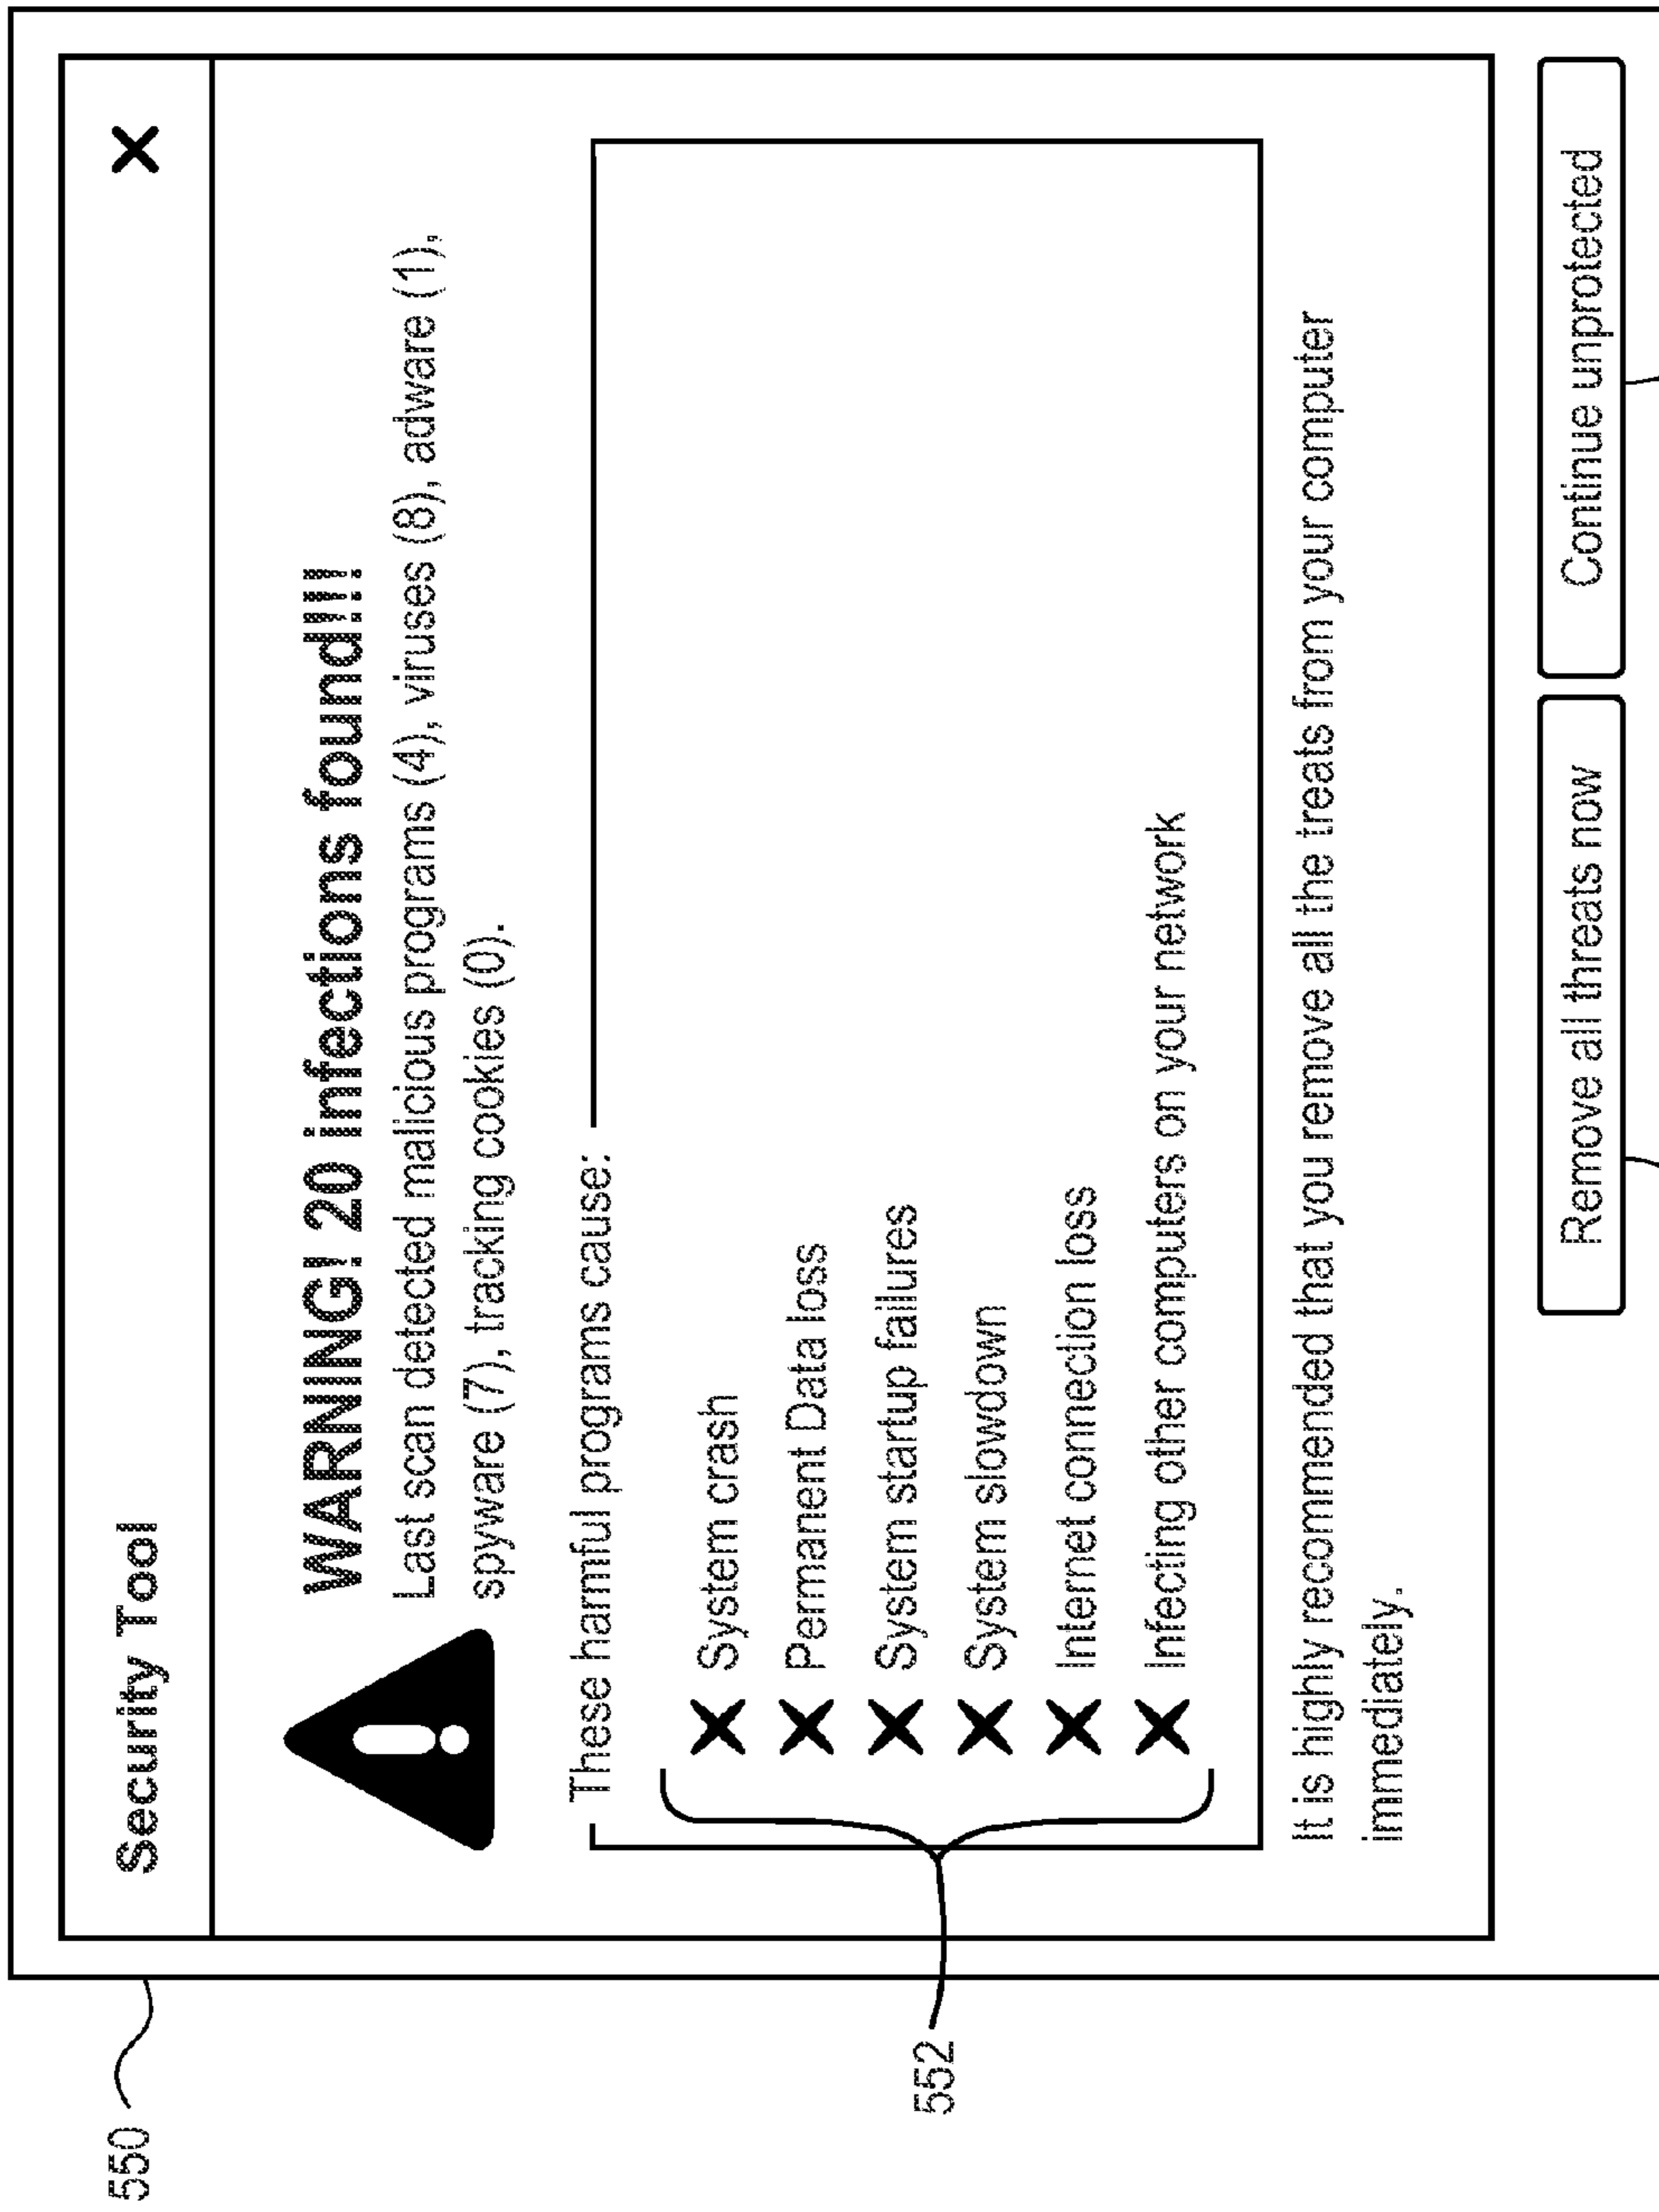 550
Security Tool
WARNING! 20 infections found!!!
Last scan detected malicious programs (4), viruses (8), adware (1),
spyware (7), tracking cookies (0).
These harmful programs cause:
System crash
Permanent Data loss
System startup failures
System slowdown
Internet connection loss
Infecting other computers on your network
552
It is highly recommended that you remove all the treats from your computer
immediately.
Remove all threats now
Continue unprotected